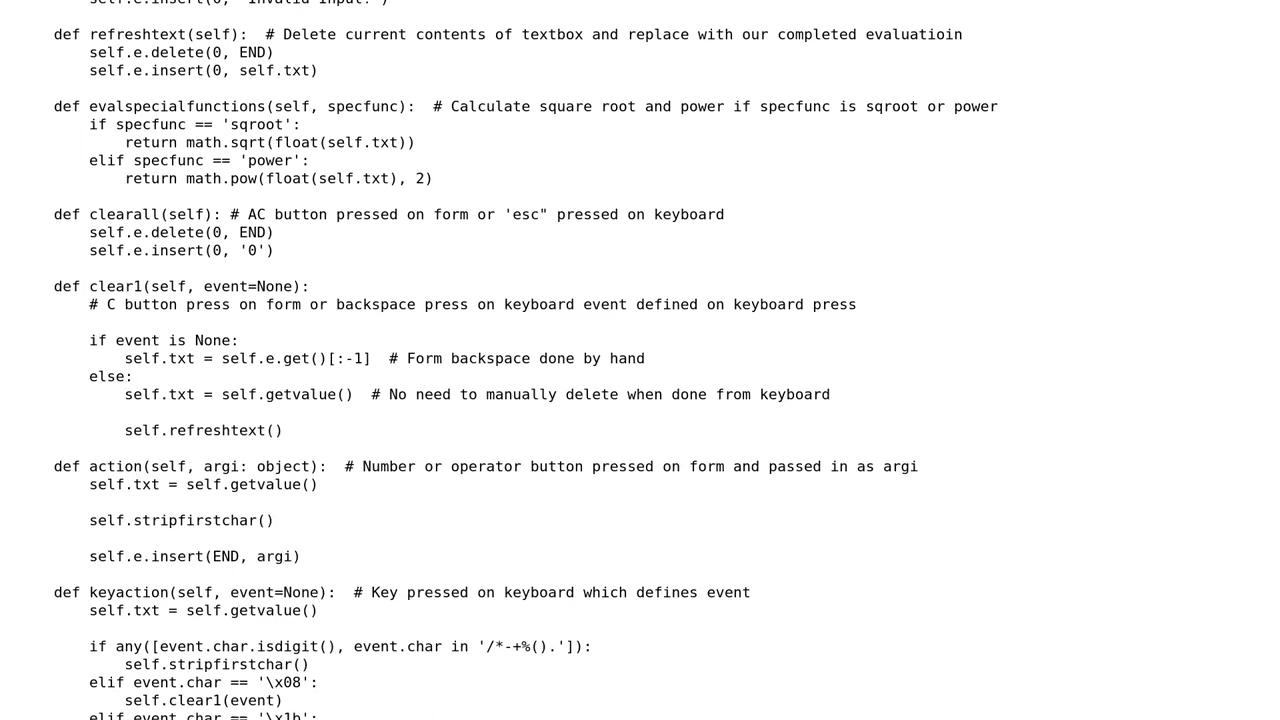 self.e.insert(0, 'Invalid Input!')
def refreshtext(self):  # Delete current contents of textbox and replace with our completed evaluatioin
    self.e.delete(0, END)
    self.e.insert(0, self.txt)
def evalspecialfunctions(self, specfunc):  # Calculate square root and power if specfunc is sqroot or power
    if specfunc == 'sqroot':
        return math.sqrt(float(self.txt))
    elif specfunc == 'power':
        return math.pow(float(self.txt), 2)
def clearall(self): # AC button pressed on form or 'esc" pressed on keyboard
    self.e.delete(0, END)
    self.e.insert(0, '0')
def clear1(self, event=None):
    # C button press on form or backspace press on keyboard event defined on keyboard press
    if event is None:
        self.txt = self.e.get()[:-1]  # Form backspace done by hand
    else:
        self.txt = self.getvalue()  # No need to manually delete when done from keyboard
        self.refreshtext()
def action(self, argi: object):  # Number or operator button pressed on form and passed in as argi
    self.txt = self.getvalue()
    self.stripfirstchar()
    self.e.insert(END, argi)
def keyaction(self, event=None):  # Key pressed on keyboard which defines event
    self.txt = self.getvalue()
    if any([event.char.isdigit(), event.char in '/*-+%().']):
        self.stripfirstchar()
    elif event.char == '\x08':
        self.clear1(event)
    elif event.char == '\x1b':